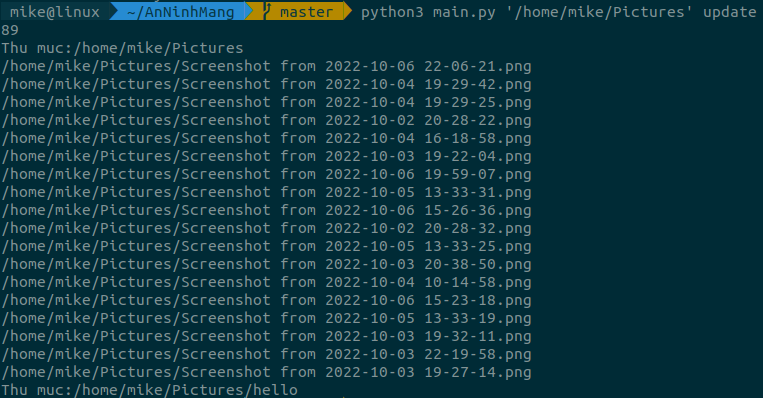 mike@linux ~/AnNinhMang master python3 main.py '/home/mike/Pictures' update
89
Thu muc:/home/mike/Pictures
/home/mike/Pictures/Screenshot from 2022-10-06 22-06-21.png
/home/mike/Pictures/Screenshot from 2022-10-04 19-29-42.png
/home/mike/Pictures/Screenshot from 2022-10-04 19-29-25.png
/home/mike/Pictures/Screenshot from 2022-10-02 20-28-22.png
/home/mike/Pictures/Screenshot from 2022-10-04 16-18-58.png
/home/mike/Pictures/Screenshot from 2022-10-03 19-22-04.png
/home/mike/Pictures/Screenshot from 2022-10-06 19-59-07.png
/home/mike/Pictures/Screenshot from 2022-10-05 13-33-31.png
/home/mike/Pictures/Screenshot from 2022-10-06 15-26-36.png
/home/mike/Pictures/Screenshot from 2022-10-02 20-28-32.png
/home/mike/Pictures/Screenshot from 2022-10-05 13-33-25.png
/home/mike/Pictures/Screenshot from 2022-10-03 20-38-50.png
/home/mike/Pictures/Screenshot from 2022-10-04 10-14-58.png
/home/mike/Pictures/Screenshot from 2022-10-06 15-23-18.png
/home/mike/Pictures/Screenshot from 2022-10-05 13-33-19.png
/home/mike/Pictures/Screenshot from 2022-10-03 19-32-11.png
/home/mike/Pictures/Screenshot from 2022-10-03 22-19-58.png
/home/mike/Pictures/Screenshot from 2022-10-03 19-27-14.png
Thu muc:/home/mike/Pictures/hello